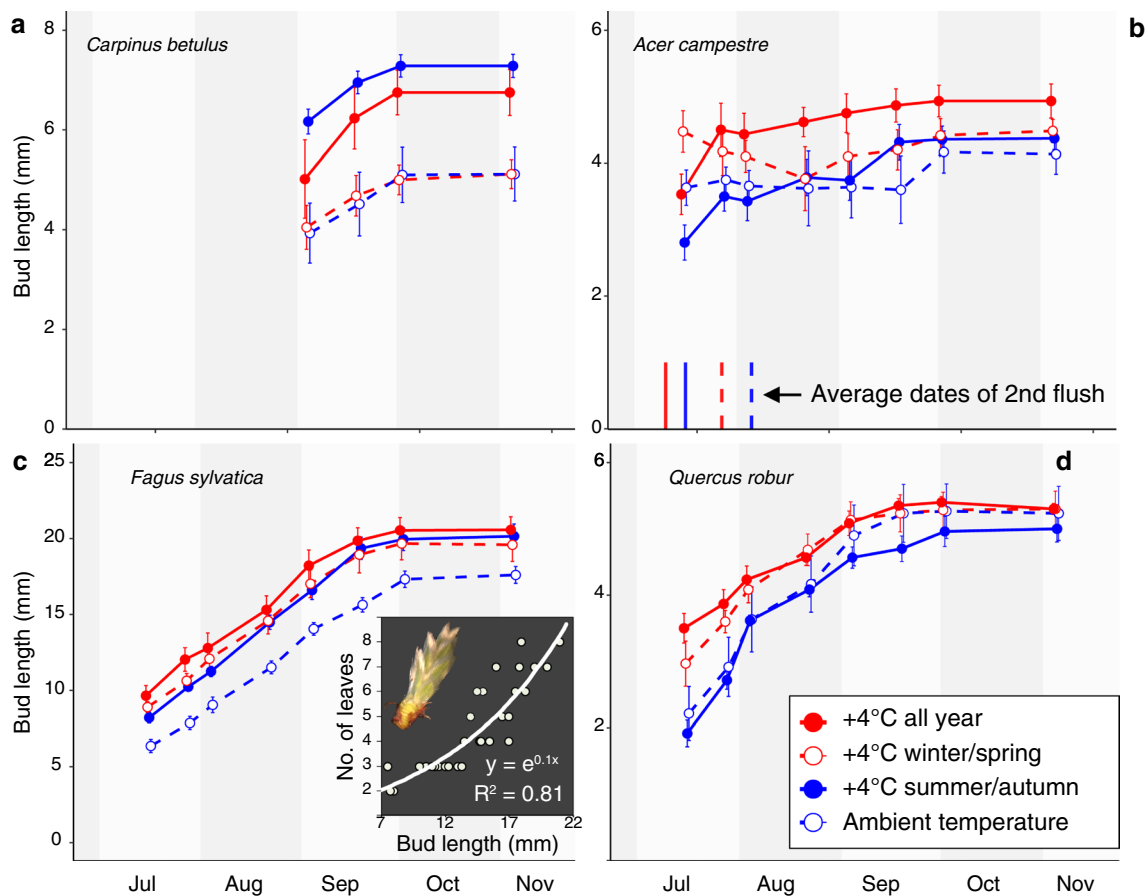 a
Carpinus betulus
Bud length (mm)
8
6
4
2
0
b
Acer campestre
6
4
2
0
Average dates of 2nd flush
c
Fagus sylvatica
Bud length (mm)
25
20
15
10
5
0
No. of leaves
8
7
6
5
4
3
2
y = e^0.1x
R² = 0.81
7 12 17 22
Bud length (mm)
d
Quercus robur
6
4
2
+4°C all year
+4°C winter/spring
+4°C summer/autumn
Ambient temperature
Jul Aug Sep Oct Nov
Jul Aug Sep Oct Nov